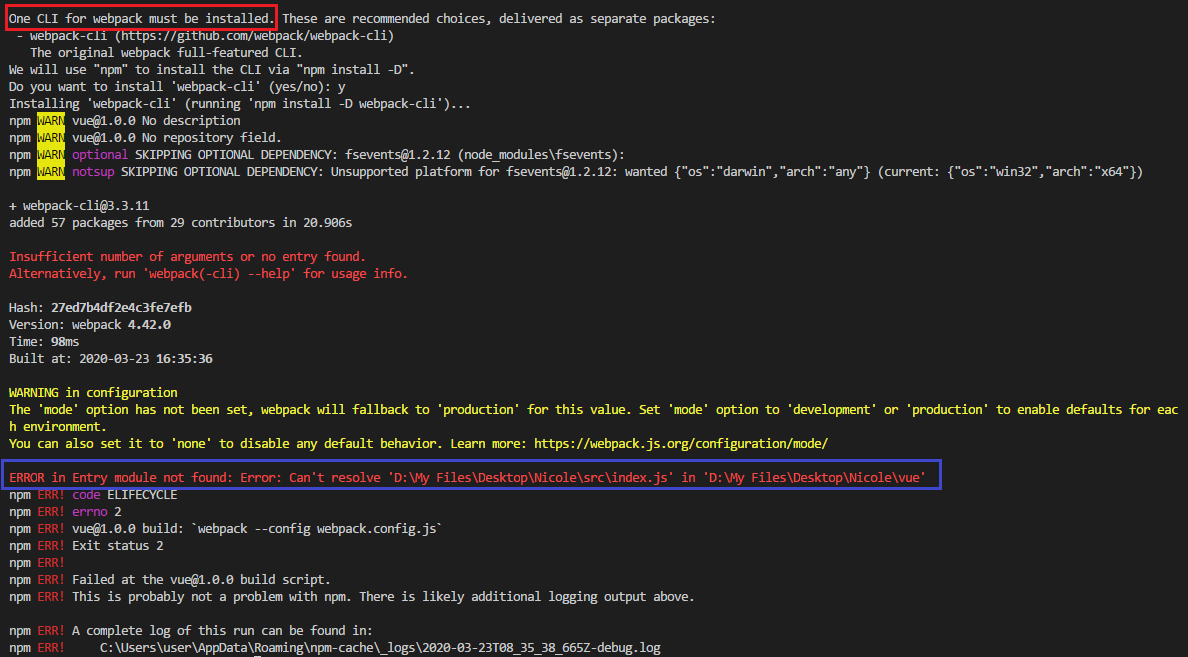 One CLI for webpack must be installed. These are recommended choices, delivered as separate packages:
 - webpack-cli (https://github.com/webpack/webpack-cli)
   The original webpack full-featured CLI.
We will use "npm" to install the CLI via "npm install -D".
Do you want to install 'webpack-cli' (yes/no): y
Installing 'webpack-cli' (running 'npm install -D webpack-cli')...
npm WARN vue@1.0.0 No description
npm WARN vue@1.0.0 No repository field.
npm WARN optional SKIPPING OPTIONAL DEPENDENCY: fsevents@1.2.12 (node_modules\fsevents):
npm WARN notsup SKIPPING OPTIONAL DEPENDENCY: Unsupported platform for fsevents@1.2.12: wanted {"os":"darwin","arch":"any"} (current: {"os":"win32","arch":"x64"})
+ webpack-cli@3.3.11
added 57 packages from 29 contributors in 20.906s
Insufficient number of arguments or no entry found.
Alternatively, run 'webpack(-cli) --help' for usage info.
Hash: 27ed7b4df2e4c3fe7efb
Version: webpack 4.42.0
Time: 98ms
Built at: 2020-03-23 16:35:36
WARNING in configuration
The 'mode' option has not been set, webpack will fallback to 'production' for this value. Set 'mode' option to 'development' or 'production' to enable defaults for eac
h environment.
You can also set it to 'none' to disable any default behavior. Learn more: https://webpack.js.org/configuration/mode/
ERROR in Entry module not found: Error: Can't resolve 'D:\My Files\Desktop\Nicole\src\index.js' in 'D:\My Files\Desktop\Nicole\vue'
npm ERR! code ELIFECYCLE
npm ERR! errno 2
npm ERR! vue@1.0.0 build: `webpack --config webpack.config.js`
npm ERR! Exit status 2
npm ERR!
npm ERR! Failed at the vue@1.0.0 build script.
npm ERR! This is probably not a problem with npm. There is likely additional logging output above.
npm ERR! A complete log of this run can be found in:
npm ERR!     C:\Users\user\AppData\Roaming\npm-cache\_logs\2020-03-23T08_35_38_665Z-debug.log